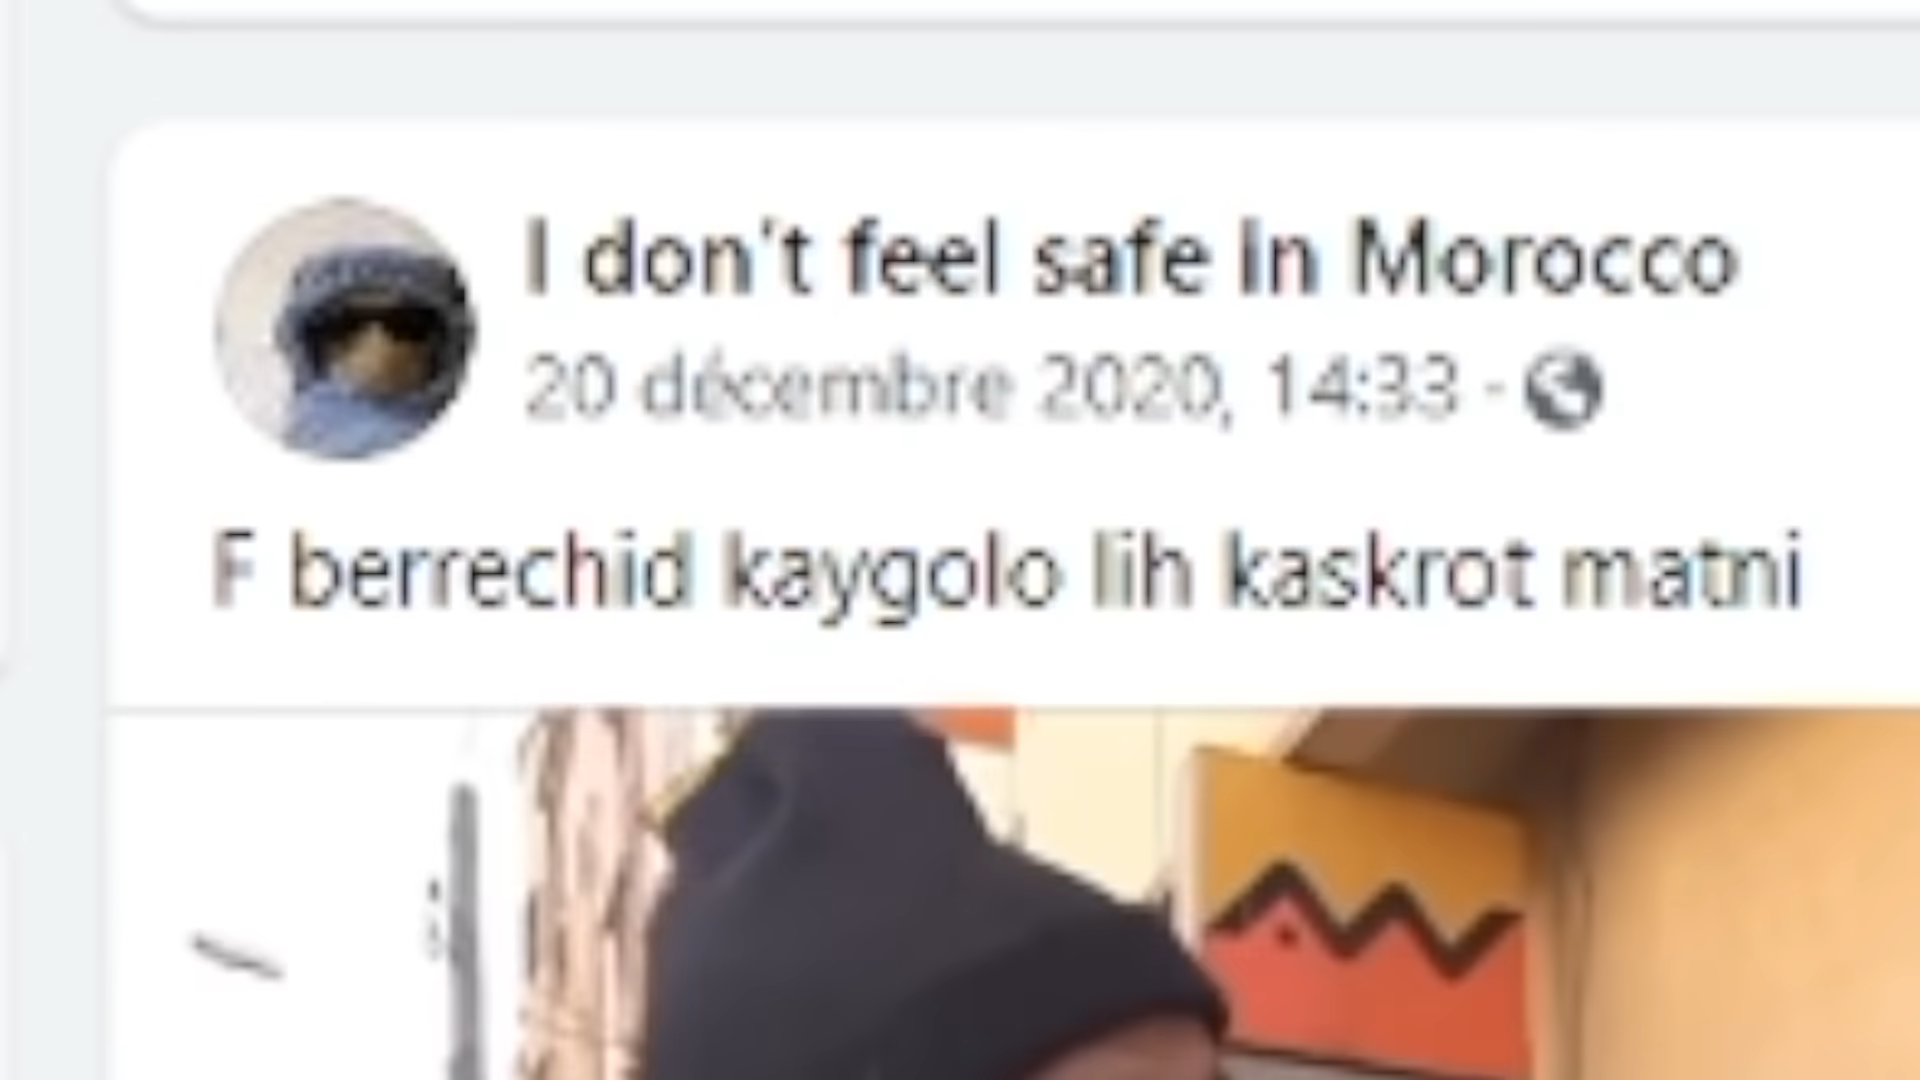 I don't feel safe in Morocco
20 décembre 2020, 14:33 ·
F berrechid kaygolo lih kaskrot matni